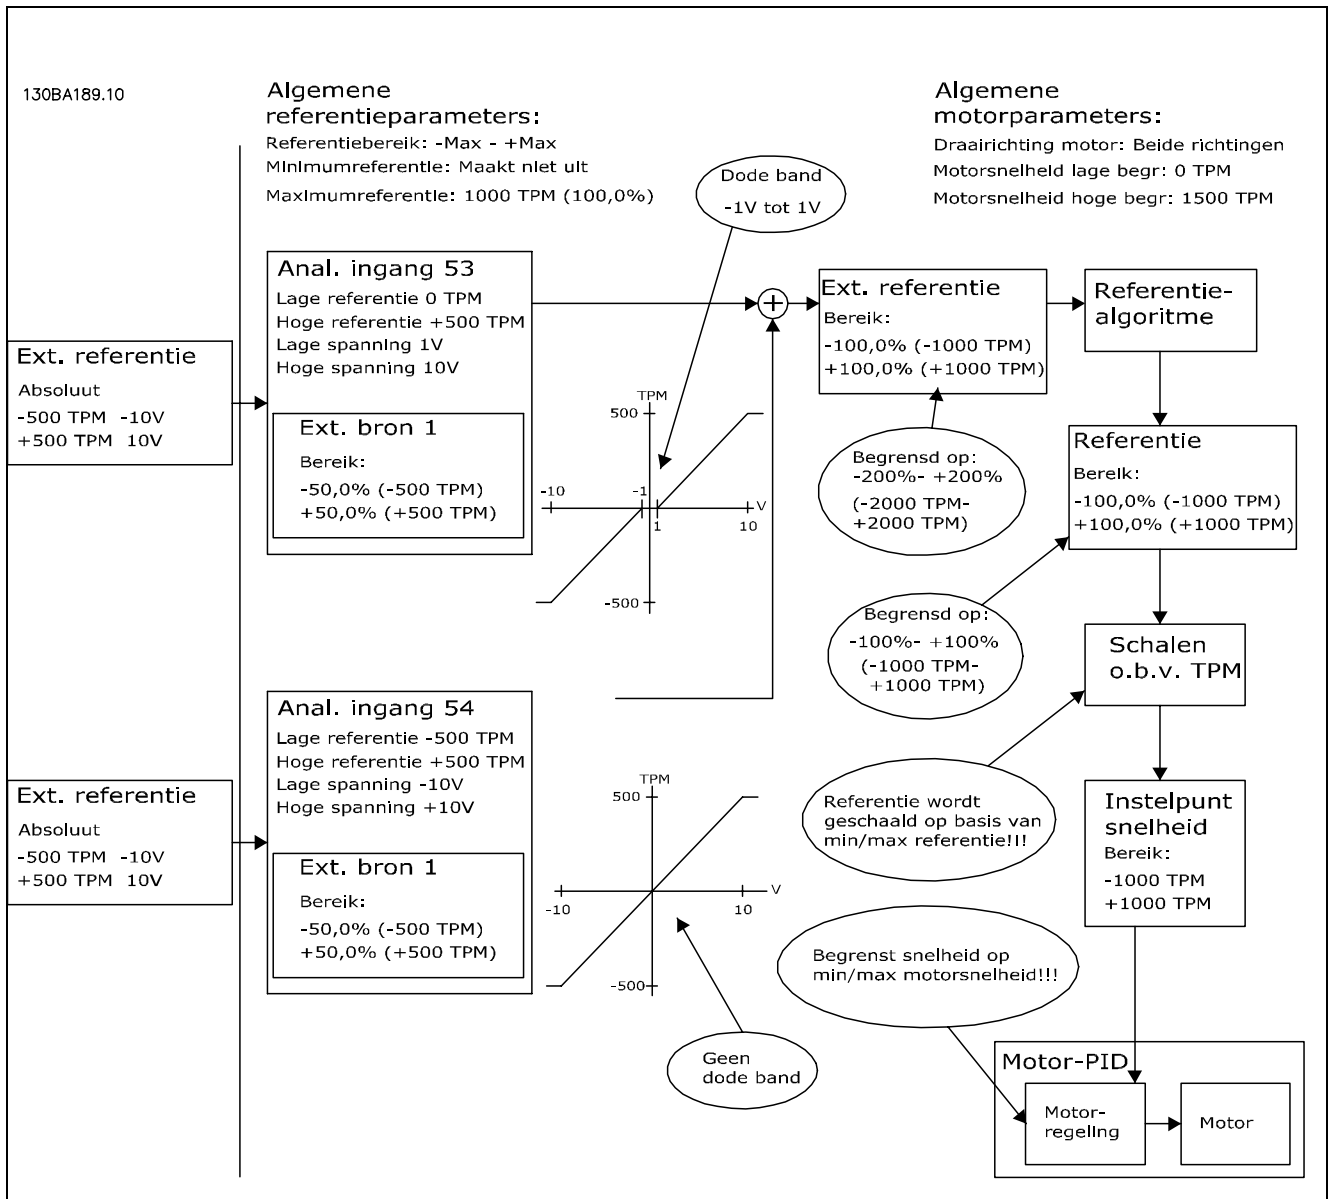 130BA189.10
Algemene
referentieparameters:
Referentiebereik: -Max - +Max
Minimumreferentie: Maakt niet uit
Maximumreferentie: 1000 TPM (100,0%)
Algemene
motorparameters:
Draairichting motor: Beide richtingen
Motorsnelheid lage begr: 0 TPM
Motorsnelheid hoge begr: 1500 TPM
Dode band
-1V tot 1V
Ext. referentie
Absoluut
-500 TPM -10V
+500 TPM 10V
Anal. ingang 53
Lage referentie 0 TPM
Hoge referentie +500 TPM
Lage spanning 1V
Hoge spanning 10V
Ext. bron 1
Bereik:
-50,0% (-500 TPM)
+50,0% (+500 TPM)
TPM
500
-10
-1
V
1
10
-500
+
Ext. referentie
Bereik:
-100,0% (-1000 TPM)
+100,0% (+1000 TPM)
Referentie-
algoritme
Begrensd op:
-200%- +200%
(-2000 TPM-
+2000 TPM)
Referentie
Bereik:
-100,0% (-1000 TPM)
+100,0% (+1000 TPM)
Begrensd op:
-100%- +100%
(-1000 TPM-
+1000 TPM)
Schalen
o.b.v. TPM
Ext. referentie
Absoluut
-500 TPM -10V
+500 TPM 10V
Anal. ingang 54
Lage referentie -500 TPM
Hoge referentie +500 TPM
Lage spanning -10V
Hoge spanning +10V
Ext. bron 1
Bereik:
-50,0% (-500 TPM)
+50,0% (+500 TPM)
TPM
500
V
-10
10
-500
Geen
dode band
Referentie wordt
geschaald op basis van
min/max referentie!!!
Instelpunt
snelheid
Bereik:
-1000 TPM
+1000 TPM
Begrenst snelheid op
min/max motorsnelheid!!!
Motor-PID
Motor-
regeling
Motor